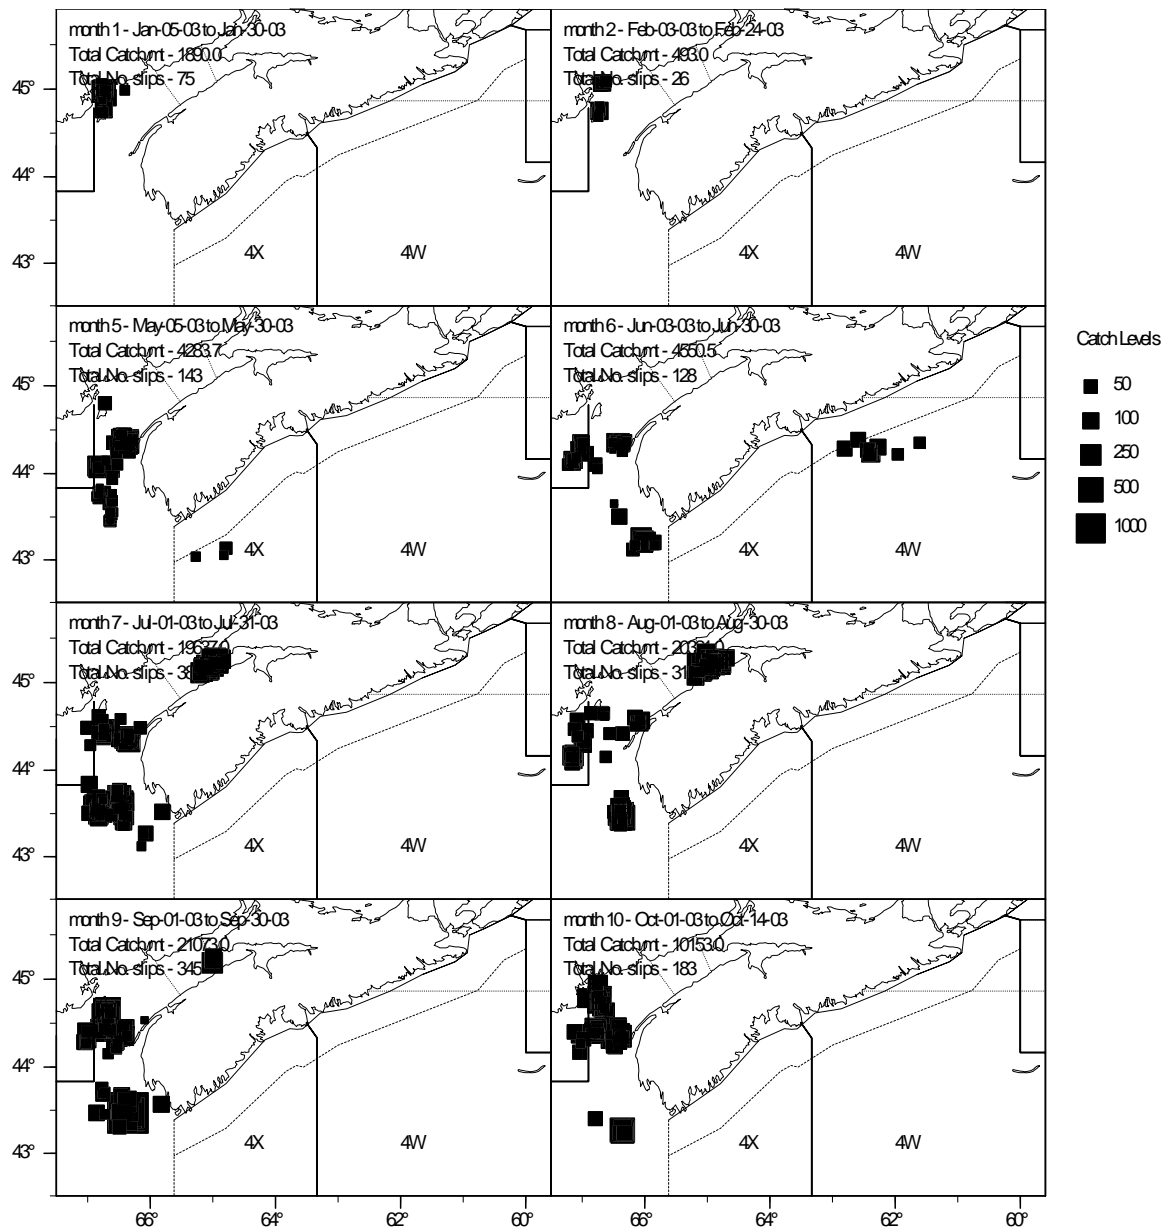 month 1 - Jan-05-03 to Jan-30-03
Total Catch,mt - 1890.0
Total No. slips - 75
45°
44°
43°
4X
4W
month 2 - Feb-03-03 to Feb-24-03
Total Catch,mt - 493.0
Total No. slips - 26
4X
4W
month 5 - May-05-03 to May-30-03
Total Catch,mt - 4283.7
Total No. slips - 143
45°
44°
43°
4X
4W
month 6 - Jun-03-03 to Jun-30-03
Total Catch,mt - 4550.5
Total No. slips - 128
4X
4W
Catch Levels
50
100
250
500
1000
month 7 - Jul-01-03 to Jul-31-03
Total Catch,mt -
Total No. slips -
45°
44°
43°
4X
4W
month 8 - Aug-01-03 to Aug-30-03
Total Catch,mt -
Total No. slips -
4X
4W
month 9 - Sep-01-03 to Sep-30-03
Total Catch,mt - 21073.0
Total No. slips - 345
45°
44°
43°
4X
4W
month 10 - Oct-01-03 to Oct-14-03
Total Catch,mt - 10153.0
Total No. slips - 183
4X
4W
66°
64°
62°
60°
66°
64°
62°
60°